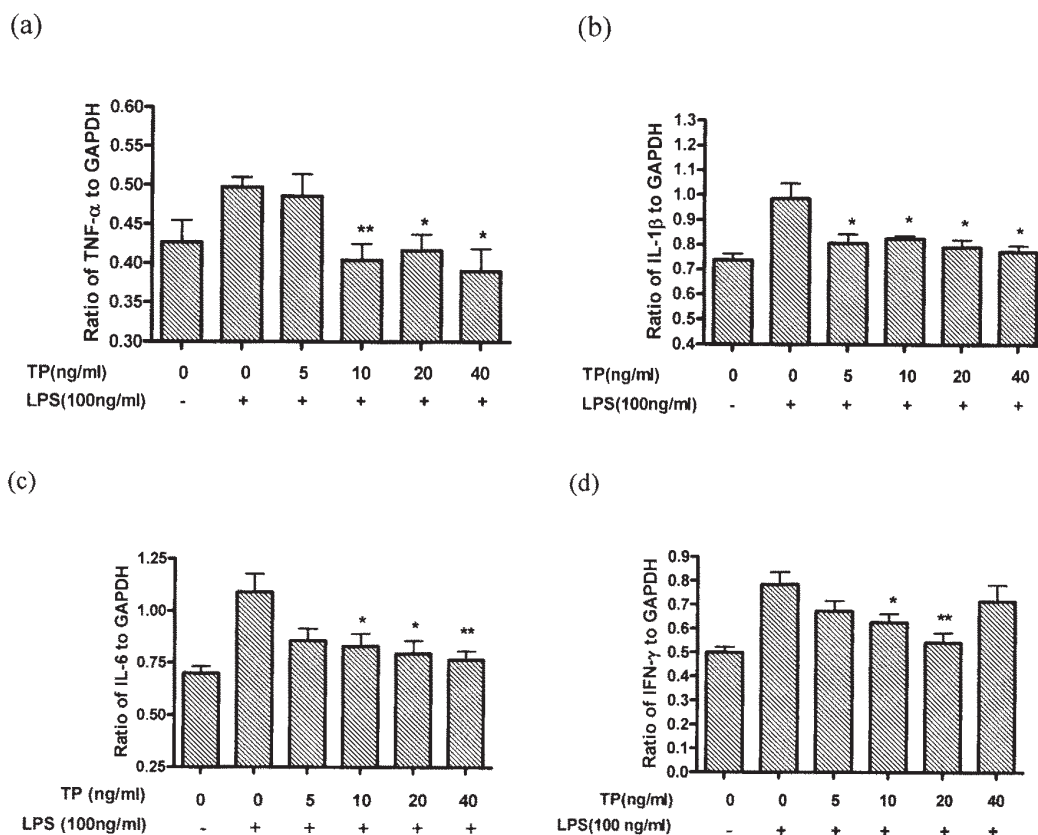 (a)
Ratio of TNF-α to GAPDH
0.60
0.55
0.50
0.45
0.40
0.35
0.30
** * *
TP(ng/ml) 0 0 5 10 20 40
LPS(100ng/ml) - + + + + +
(b)
Ratio of IL-1β to GAPDH
1.3
1.2
1.1
1.0
0.9
0.8
0.7
0.6
0.5
0.4
* * * *
TP(ng/ml) 0 0 5 10 20 40
LPS(100ng/ml) - + + + + +
(c)
Ratio of IL-6 to GAPDH
1.25
1.00
0.75
0.50
0.25
* * **
TP (ng/ml) 0 0 5 10 20 40
LPS (100ng/ml) - + + + + +
(d)
Ratio of IFN-γ to GAPDH
0.9
0.8
0.7
0.6
0.5
0.4
0.3
0.2
0.1
0.0
* **
TP(ng/ml) 0 0 5 10 20 40
LPS(100 ng/ml) - + + + + +